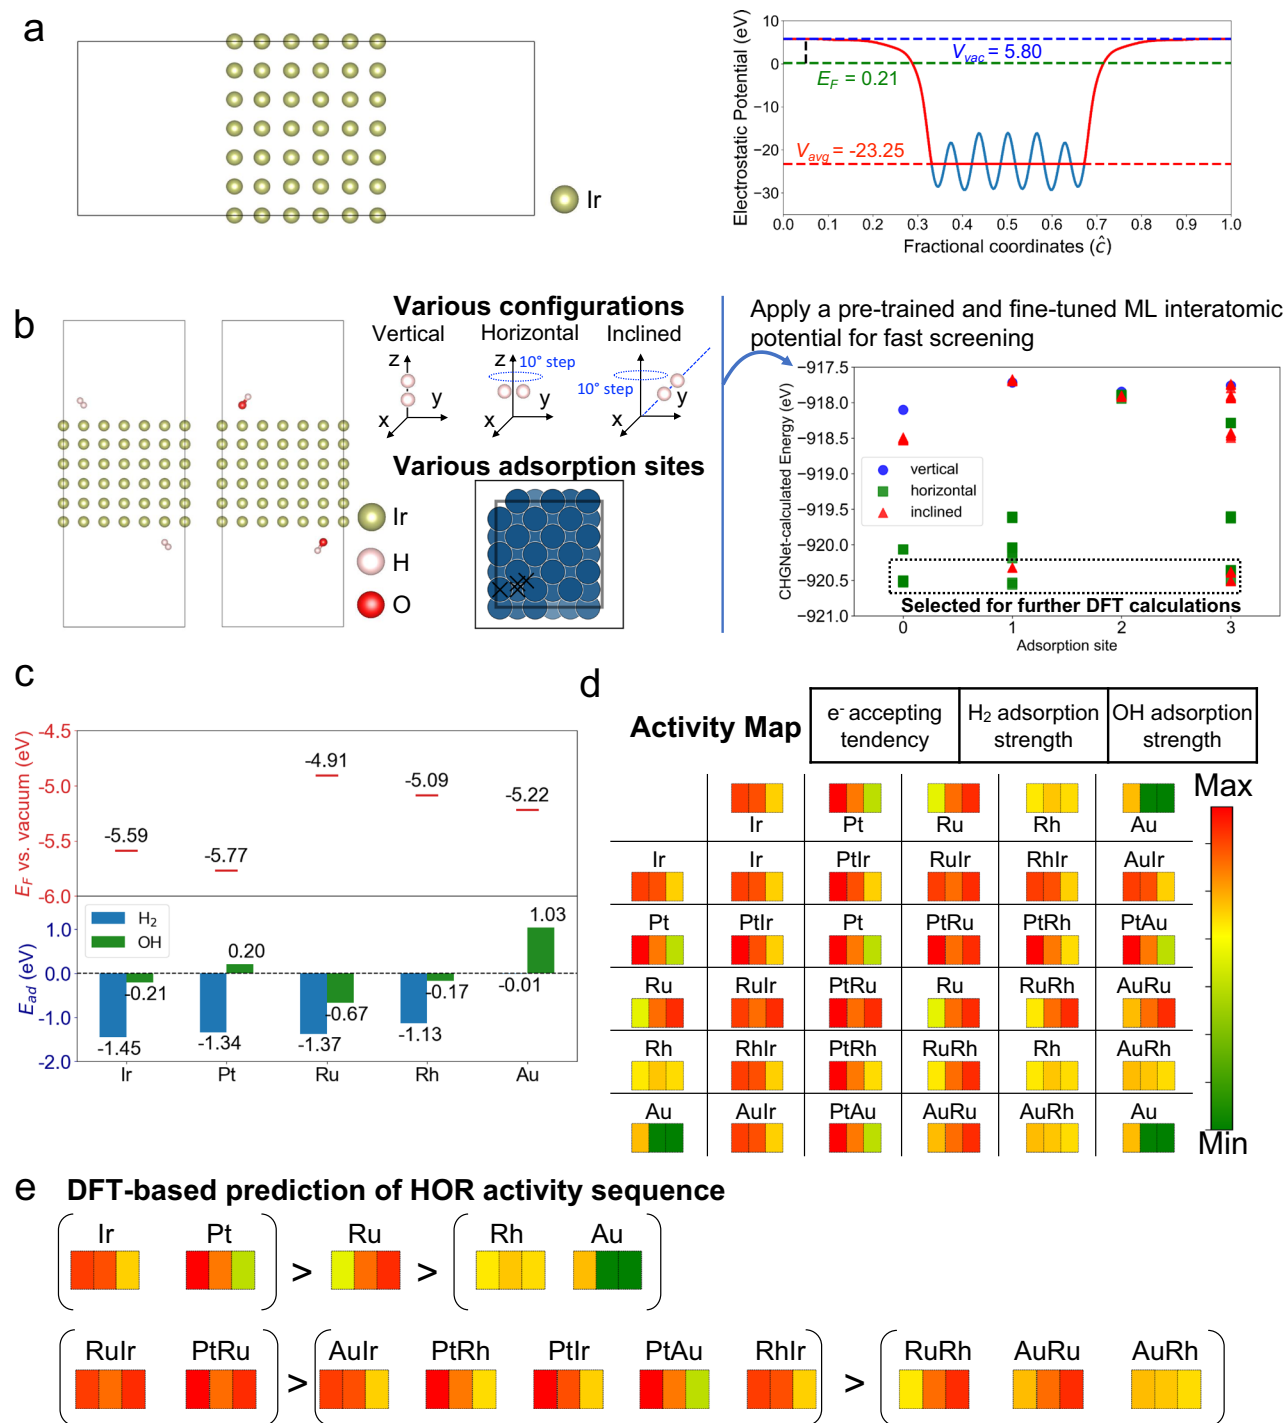 a
Ir
Electrostatic Potential (eV)
10
0
−10
−20
−30
V_vac = 5.80
E_F = 0.21
V_avg = -23.25
0.0 0.1 0.2 0.3 0.4 0.5 0.6 0.7 0.8 0.9 1.0
Fractional coordinates (ĉ)
b
Ir
H
O
Various configurations
Vertical Horizontal Inclined
z z z
10° step
10° step
y y y
x x x
Various adsorption sites
Apply a pre-trained and fine-tuned ML interatomic
potential for fast screening
CHGNet-calculated Energy (eV)
−917.5
−918.0
−918.5
−919.0
−919.5
−920.0
−920.5
−921.0
vertical
horizontal
inclined
Selected for further DFT calculations
0 1 2 3
Adsorption site
c
E_F vs. vacuum (eV)
-4.5
-5.0
-5.5
-6.0
-5.59
-5.77
-4.91
-5.09
-5.22
E_ad (eV)
1.0
0.0
-1.0
-2.0
H₂
OH
-1.45
-0.21
-1.34
0.20
-1.37
-0.67
-1.13
-0.17
-0.01
1.03
Ir Pt Ru Rh Au
d
Activity Map
e⁻ accepting
tendency
H₂ adsorption
strength
OH adsorption
strength
Max
Min
Ir Pt Ru Rh Au
Ir Ir PtIr RuIr RhIr AuIr
Pt PtIr Pt PtRu PtRh PtAu
Ru RuIr PtRu Ru RuRh AuRu
Rh RhIr PtRh RuRh Rh AuRh
Au AuIr PtAu AuRu AuRh Au
e DFT-based prediction of HOR activity sequence
Ir Pt > Ru > Rh Au
RuIr PtRu > AuIr PtRh PtIr PtAu RhIr > RuRh AuRu AuRh